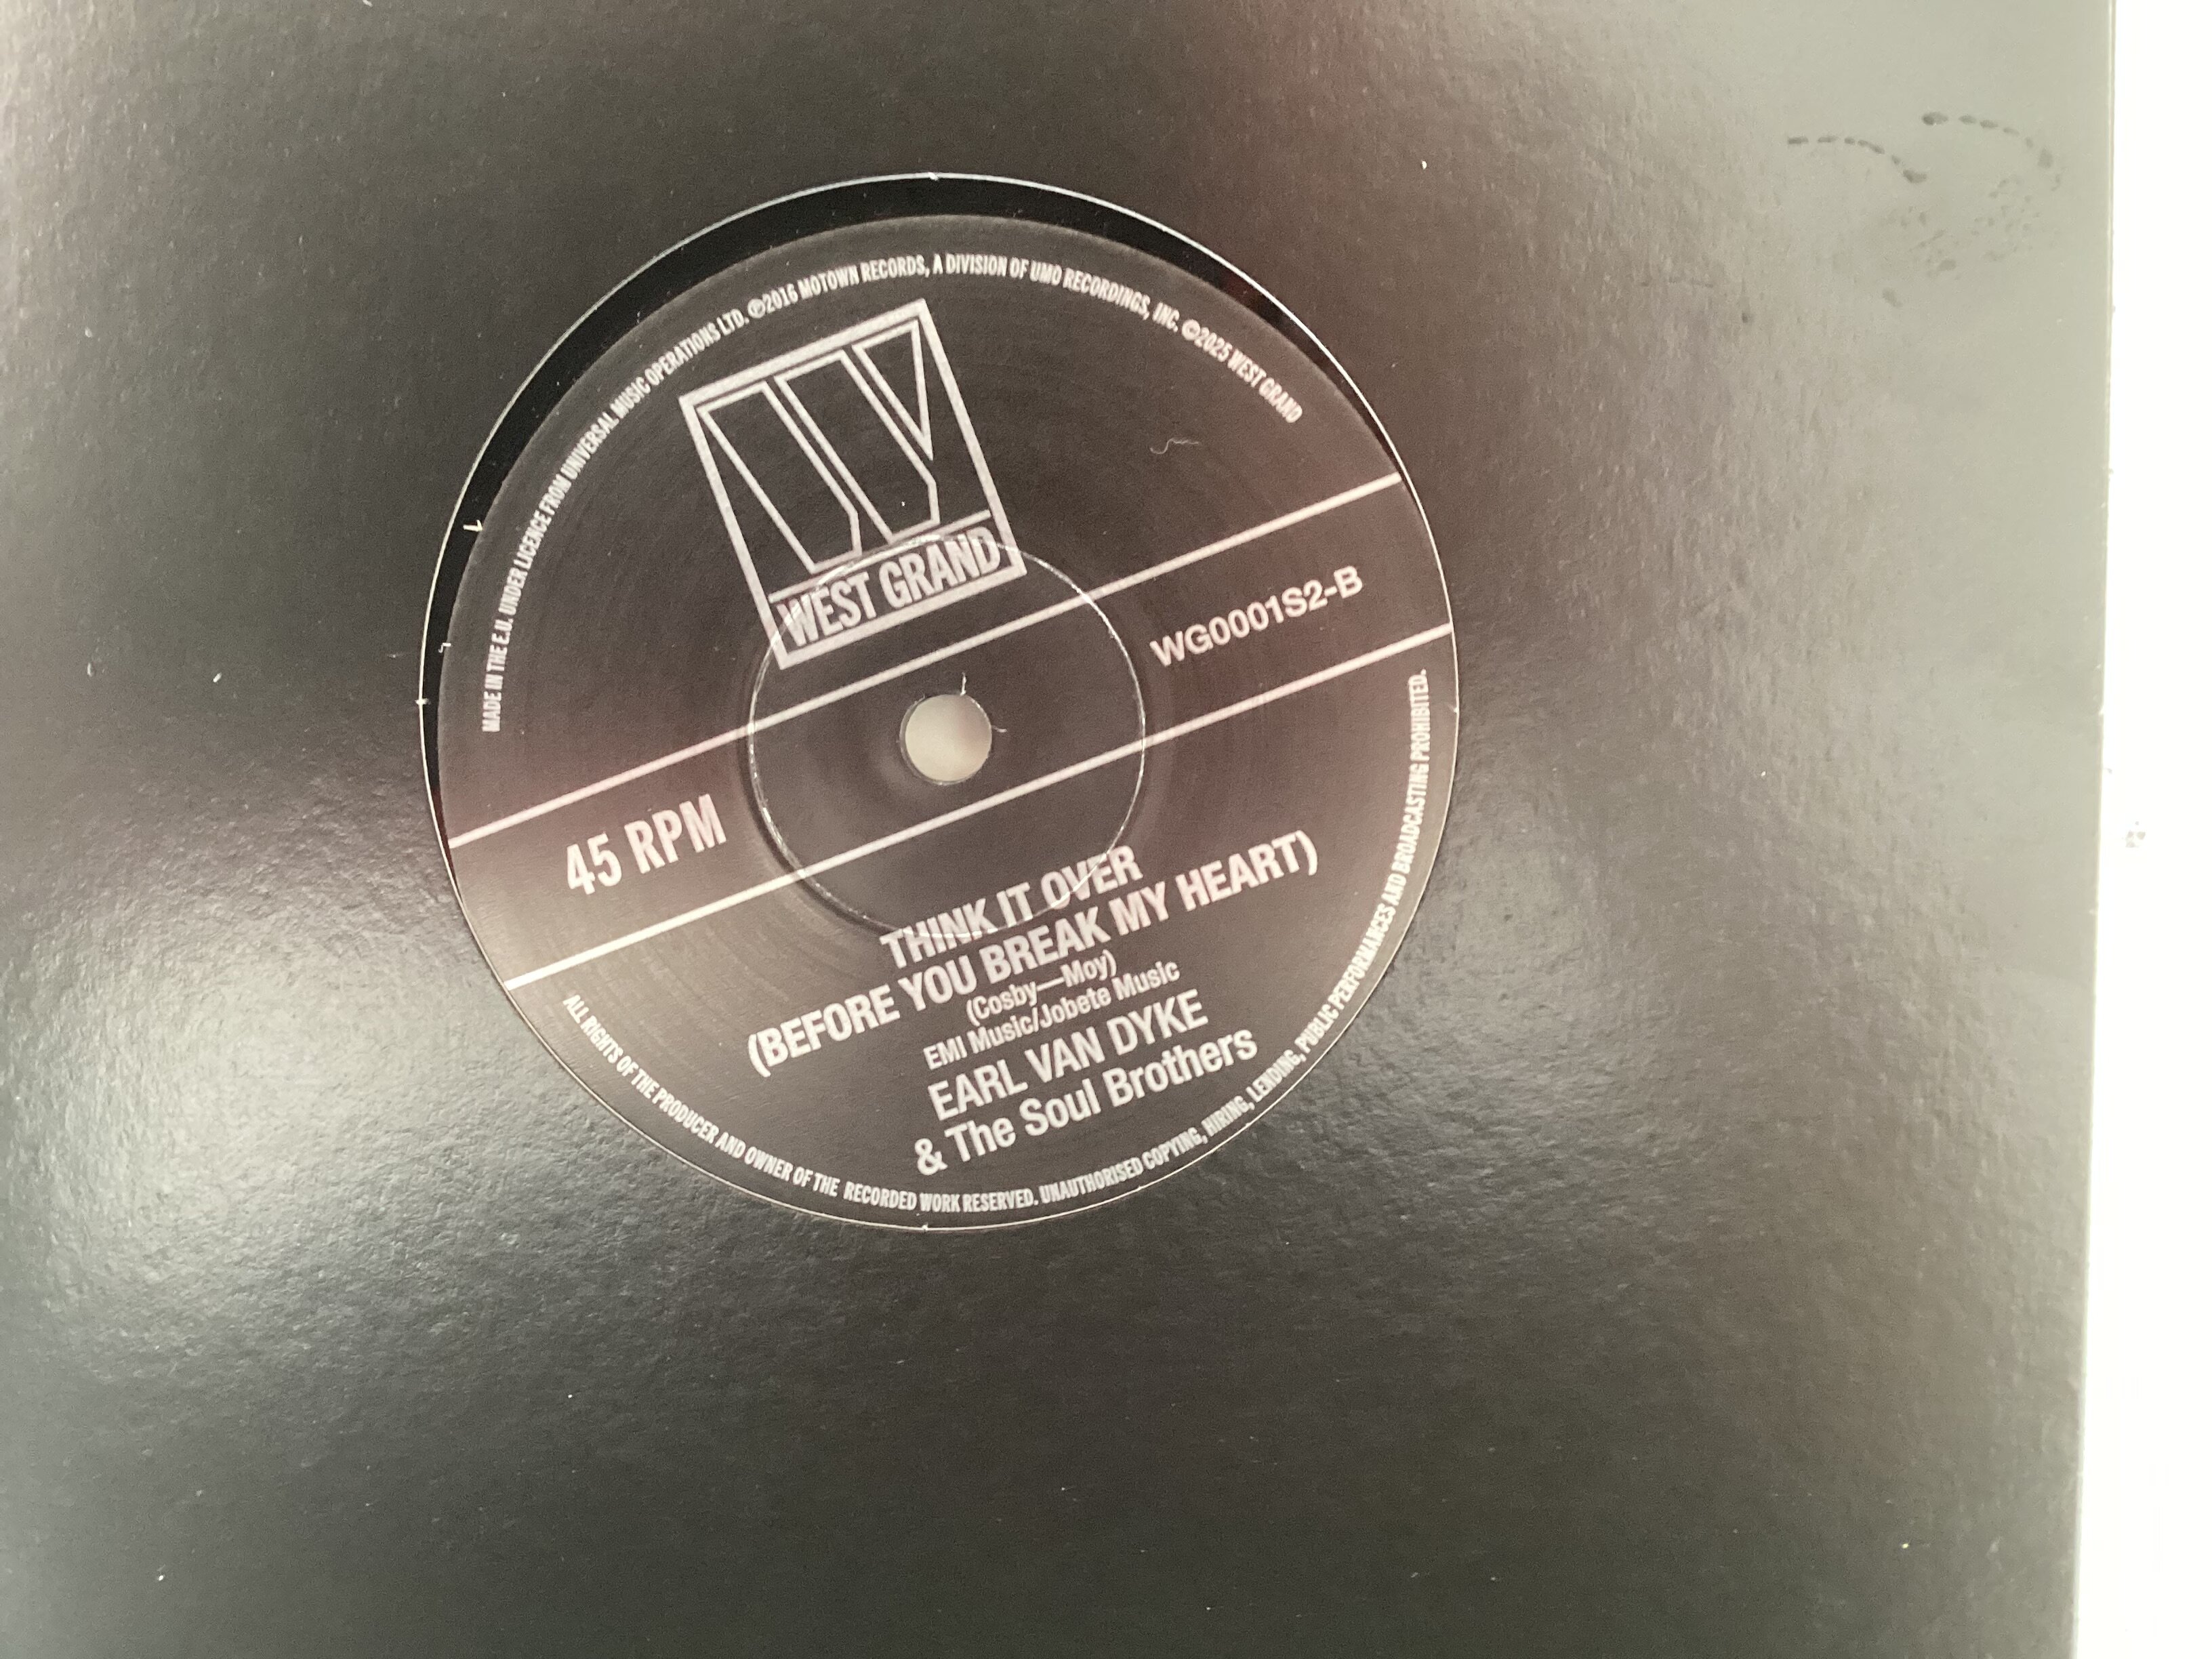 MADE IN THE E.U. UNDER LICENCE FROM UNIVERSAL MUSIC OPERATIONS LTD. ℗2016 MOTOWN RECORDS, A DIVISION OF UMO RECORDINGS, INC. ©2025 WEST GRAND
WEST GRAND
WG0001S2-B
45 RPM
THINK IT OVER
(BEFORE YOU BREAK MY HEART)
(Cosby—Moy)
EMI Music/Jobete Music
EARL VAN DYKE
& The Soul Brothers
ALL RIGHTS OF THE PRODUCER AND OWNER OF THE RECORDED WORK RESERVED. UNAUTHORISED COPYING, HIRING, LENDING, PUBLIC PERFORMANCES AND BROADCASTING PROHIBITED.